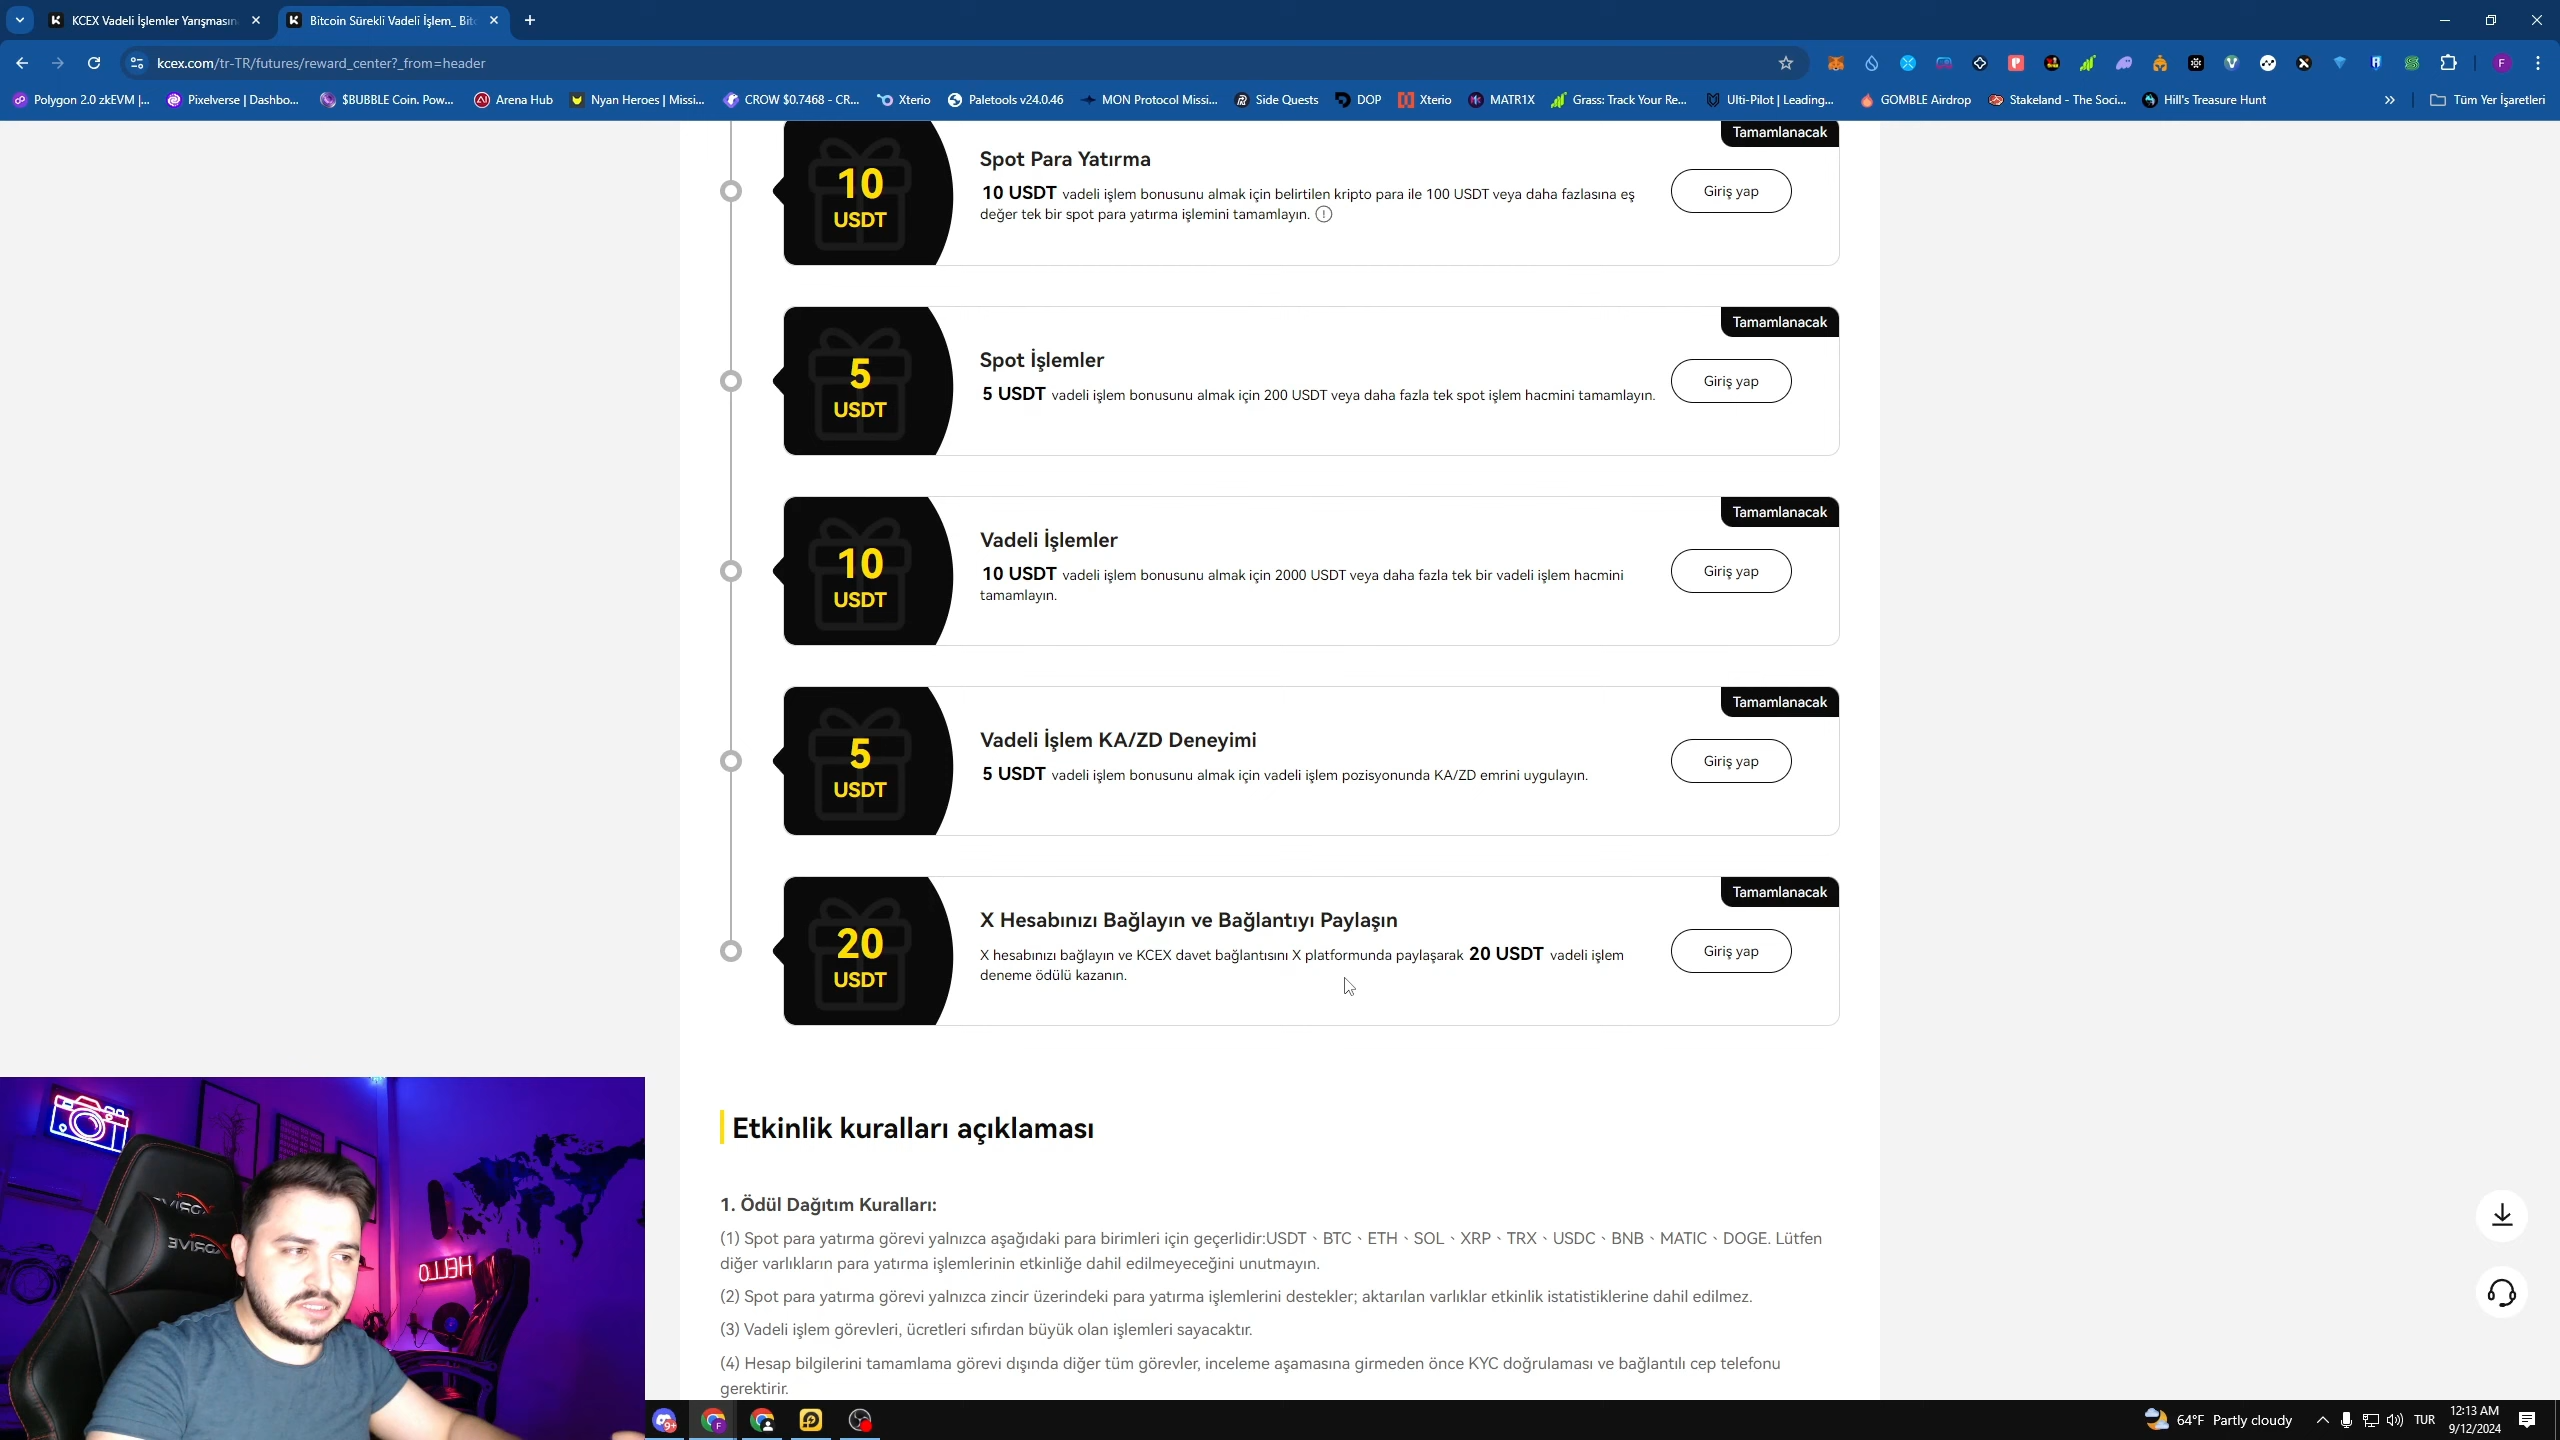 KCEX Vadeli İşlemler Yarışmasın
Bitcoin Sürekli Vadeli İşlem_ Bit
kcex.com/tr-TR/futures/reward_center?_from=header
Polygon 2.0 zkEVM |...
Pixelverse | Dashbo...
$BUBBLE Coin. Pow...
Arena Hub
Nyan Heroes | Missi...
CROW $0.7468 - CR...
Xterio
Paletools v24.0.46
MON Protocol Missi...
Side Quests
DOP
Xterio
MATR1X
Grass: Track Your Re...
Ulti-Pilot | Leading...
GOMBLE Airdrop
Stakeland - The Soci...
Hill's Treasure Hunt
Tüm Yer İşaretleri
Tamamlanacak
10
USDT
Spot Para Yatırma
10 USDT vadeli işlem bonusunu almak için belirtilen kripto para ile 100 USDT veya daha fazlasına eş
değer tek bir spot para yatırma işlemini tamamlayın.
Giriş yap
Tamamlanacak
5
USDT
Spot İşlemler
5 USDT vadeli işlem bonusunu almak için 200 USDT veya daha fazla tek spot işlem hacmini tamamlayın.
Giriş yap
Tamamlanacak
10
USDT
Vadeli İşlemler
10 USDT vadeli işlem bonusunu almak için 2000 USDT veya daha fazla tek bir vadeli işlem hacmini
tamamlayın.
Giriş yap
Tamamlanacak
5
USDT
Vadeli İşlem KA/ZD Deneyimi
5 USDT vadeli işlem bonusunu almak için vadeli işlem pozisyonunda KA/ZD emrini uygulayın.
Giriş yap
Tamamlanacak
20
USDT
X Hesabınızı Bağlayın ve Bağlantıyı Paylaşın
X hesabınızı bağlayın ve KCEX davet bağlantısını X platformunda paylaşarak 20 USDT vadeli işlem
deneme ödülü kazanın.
Giriş yap
Etkinlik kuralları açıklaması
1. Ödül Dağıtım Kuralları:
(1) Spot para yatırma görevi yalnızca aşağıdaki para birimleri için geçerlidir:USDT、BTC、ETH、SOL、XRP、TRX、USDC、BNB、MATIC、DOGE. Lütfen
diğer varlıkların para yatırma işlemlerinin etkinliğe dahil edilmeyeceğini unutmayın.
(2) Spot para yatırma görevi yalnızca zincir üzerindeki para yatırma işlemlerini destekler; aktarılan varlıklar etkinlik istatistiklerine dahil edilmez.
(3) Vadeli işlem görevleri, ücretleri sıfırdan büyük olan işlemleri sayacaktır.
(4) Hesap bilgilerini tamamlama görevi dışında diğer tüm görevler, inceleme aşamasına girmeden önce KYC doğrulaması ve bağlantılı cep telefonu
gerektirir.
HELLO
XDRIVE
64°F Partly cloudy
TUR
12:13 AM
9/12/2024